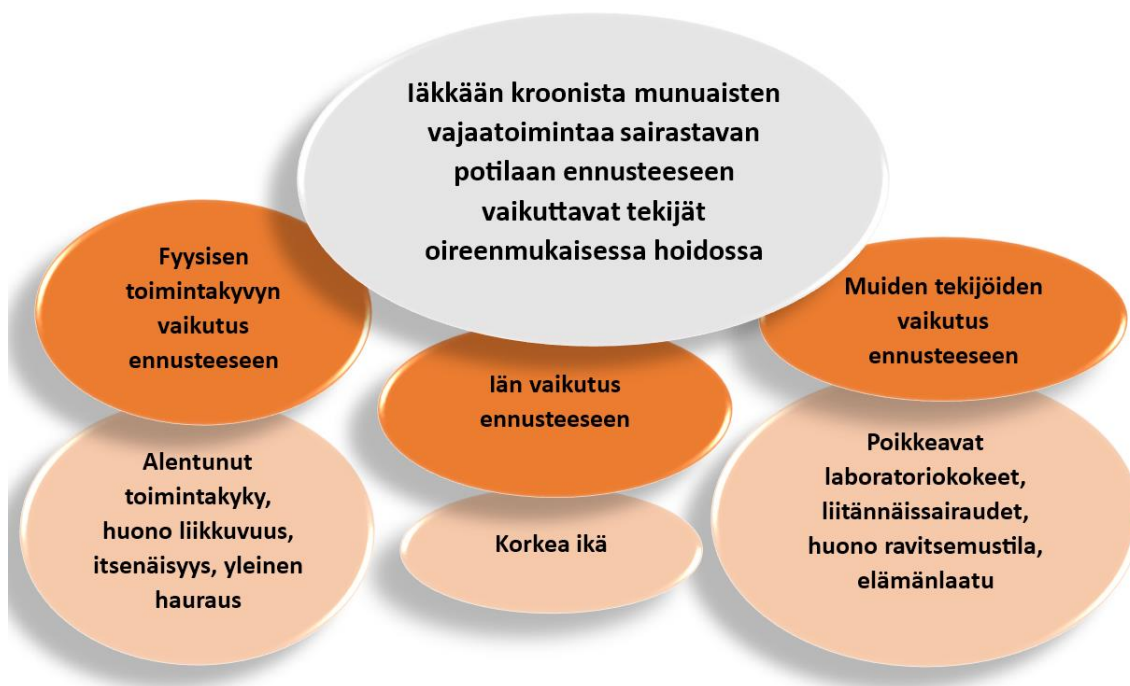 Iäkkään kroonista munuaisten
vajaatoimintaa sairastavan
potilaan ennusteeseen
vaikuttavat tekijät
oireenmukaisessa hoidossa
Fyysisen
toimintakyvyn
vaikutus
ennusteeseen
Iän vaikutus
ennusteeseen
Muiden tekijöiden
vaikutus
ennusteeseen
Alentunut
toimintakyky,
huono liikkuvuus,
itsenäisyys, yleinen
hauraus
Korkea ikä
Poikkeavat
laboratoriokokeet,
liitännäissairaudet,
huono ravitsemustila,
elämänlaatu